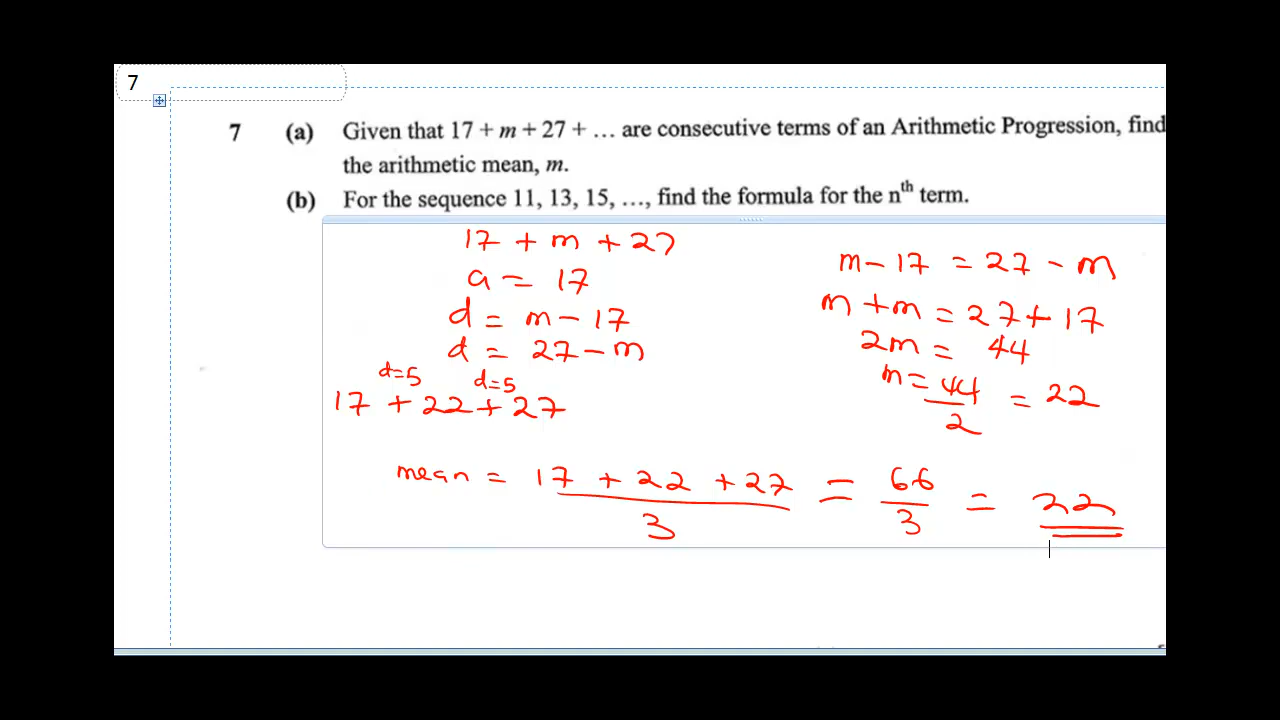 7
7 (a) Given that 17 + m + 27 + … are consecutive terms of an Arithmetic Progression, find
the arithmetic mean, m.
(b) For the sequence 11, 13, 15, …, find the formula for the nth term.
17 + m + 27
a = 17
d = m - 17
d = 27 - m
d=5 d=5
17 + 22 + 27
m - 17 = 27 - m
m + m = 27 + 17
2m = 44
m = 44/2 = 22
mean = 17 + 22 + 27 / 3 = 66/3 = 22